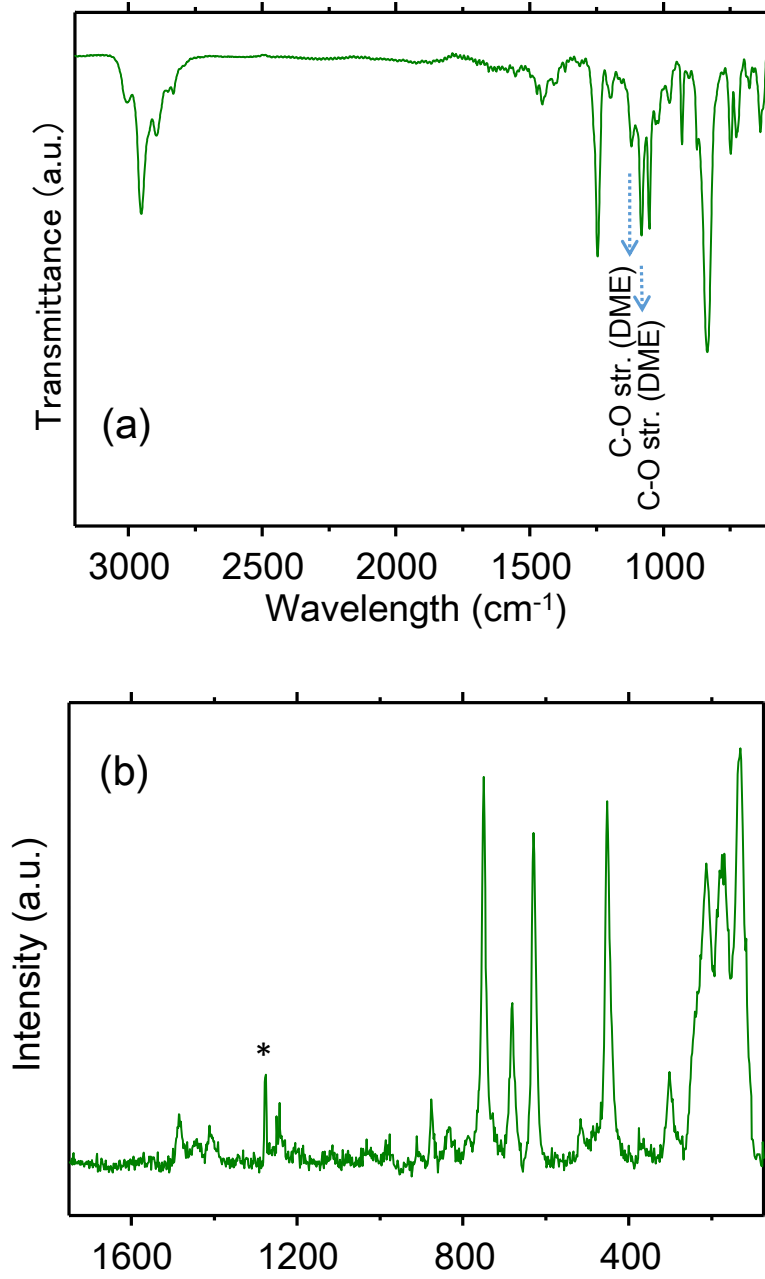 Transmittance (a.u.)
(a)
C-O str. (DME)
C-O str. (DME)
3000 2500 2000 1500 1000
Wavelength (cm-1)
(b)
Intensity (a.u.)
*
1600 1200 800 400